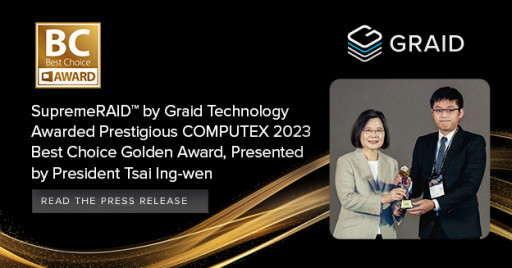 BC
Best Choice
AWARD
GRAID
SupremeRAID™ by Graid Technology
Awarded Prestigious COMPUTEX 2023
Best Choice Golden Award, Presented
by President Tsai Ing-wen
READ THE PRESS RELEASE